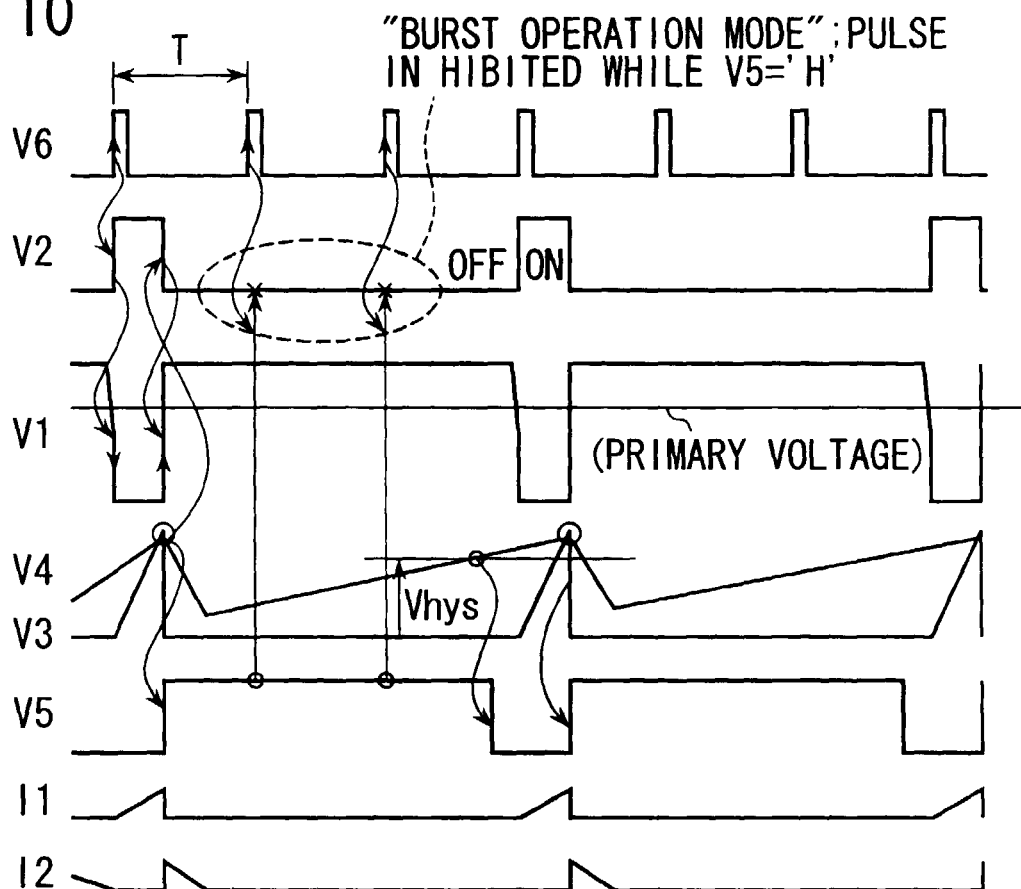 10
"BURST OPERATION MODE";PULSE
IN HIBITED WHILE V5='H'
T
V6
V2
OFF ON
V1
(PRIMARY VOLTAGE)
V4
Vhys
V3
V5
I1
I2